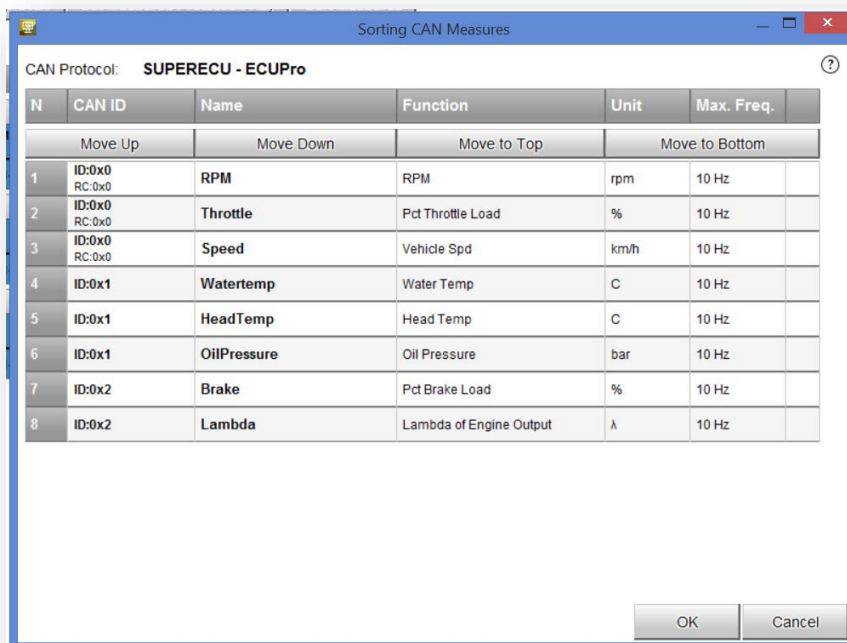 Sorting CAN Measures
CAN Protocol: SUPERECU - ECUPro
N CAN ID Name Function Unit Max. Freq.
Move Up Move Down Move to Top Move to Bottom
1 ID:0x0 RC:0x0 RPM RPM rpm 10 Hz
2 ID:0x0 RC:0x0 Throttle Pct Throttle Load % 10 Hz
3 ID:0x0 RC:0x0 Speed Vehicle Spd km/h 10 Hz
4 ID:0x1 Watertemp Water Temp C 10 Hz
5 ID:0x1 HeadTemp Head Temp C 10 Hz
6 ID:0x1 OilPressure Oil Pressure bar 10 Hz
7 ID:0x2 Brake Pct Brake Load % 10 Hz
8 ID:0x2 Lambda Lambda of Engine Output λ 10 Hz
OK Cancel